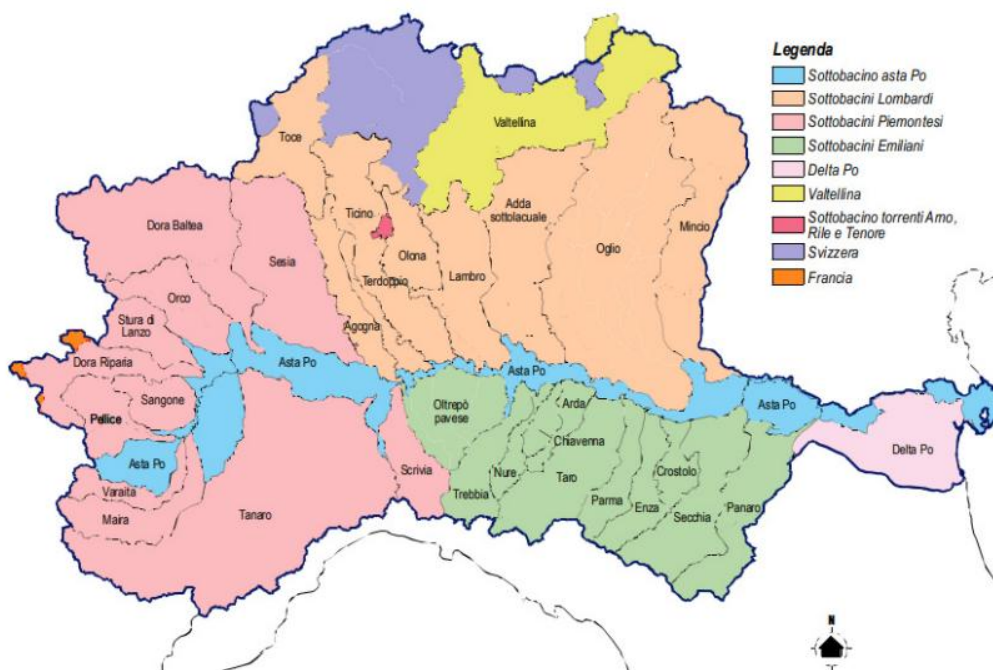 Legenda
Sottobacino asta Po
Sottobacini Lombardi
Sottobacini Piemontesi
Sottobacini Emiliani
Delta Po
Valtellina
Sottobacino torrenti Arno,
Rile e Tenore
Svizzera
Francia
Valtellina
Toce
Ticino
Adda
sottolacuale
Dora Baltea
Sesia
Olona
Lambro
Oglio
Mincio
Terdoppio
Orco
Agogna
Stura di
Lanzo
Dora Riparia
Asta Po
Asta Po
Sangone
Pellice
Oltrepò
pavese
Arda
Asta Po
Chiavenna
Delta Po
Asta Po
Varaita
Scrivia
Nure
Taro
Crostolo
Maira
Tanaro
Trebbia
Parma
Enza
Secchia
Panaro
N